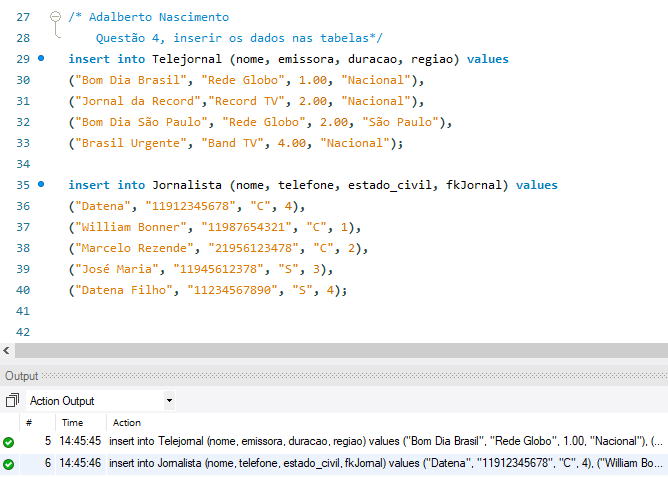 27 /* Adalberto Nascimento
28 Questão 4, inserir os dados nas tabelas*/
29 insert into Telejornal (nome, emissora, duracao, regiao) values
30 ("Bom Dia Brasil", "Rede Globo", 1.00, "Nacional"),
31 ("Jornal da Record","Record TV", 2.00, "Nacional"),
32 ("Bom Dia São Paulo", "Rede Globo", 2.00, "São Paulo"),
33 ("Brasil Urgente", "Band TV", 4.00, "Nacional");
34
35 insert into Jornalista (nome, telefone, estado_civil, fkJornal) values
36 ("Datena", "11912345678", "C", 4),
37 ("William Bonner", "11987654321", "C", 1),
38 ("Marcelo Rezende", "21956123478", "C", 2),
39 ("José Maria", "11945612378", "S", 3),
40 ("Datena Filho", "11234567890", "S", 4);
41
42
Output
Action Output
# Time Action
5 14:45:45 insert into Telejornal (nome, emissora, duracao, regiao) values ("Bom Dia Brasil", "Rede Globo", 1.00, "Nacional"), (...
6 14:45:46 insert into Jornalista (nome, telefone, estado_civil, fkJornal) values ("Datena", "11912345678", "C", 4), ("William Bo...